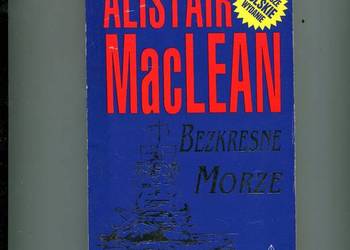 ALISTAIR
MacLEAN
WYDANIE
BEZKRESNE
MORZE